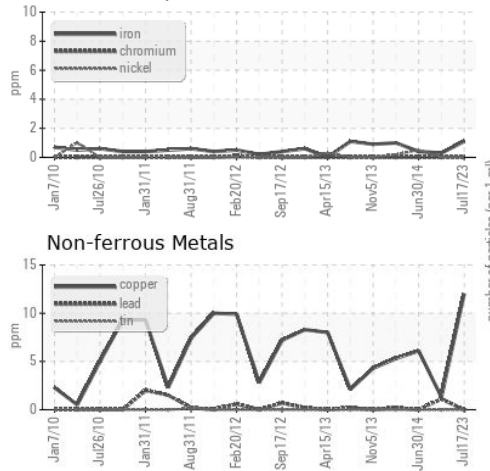 10
8
6
4
2
0
ppm
iron
chromium
nickel
Jan7/10
Jul26/10
Jan31/11
Aug31/11
Feb20/12
Sep17/12
Apr15/13
Nov5/13
Jun30/14
Jul17/23
Non-ferrous Metals
15
10
5
0
ppm
copper
lead
tin
Jan7/10
Jul26/10
Jan31/11
Aug31/11
Feb20/12
Sep17/12
Apr15/13
Nov5/13
Jun30/14
Jul17/23